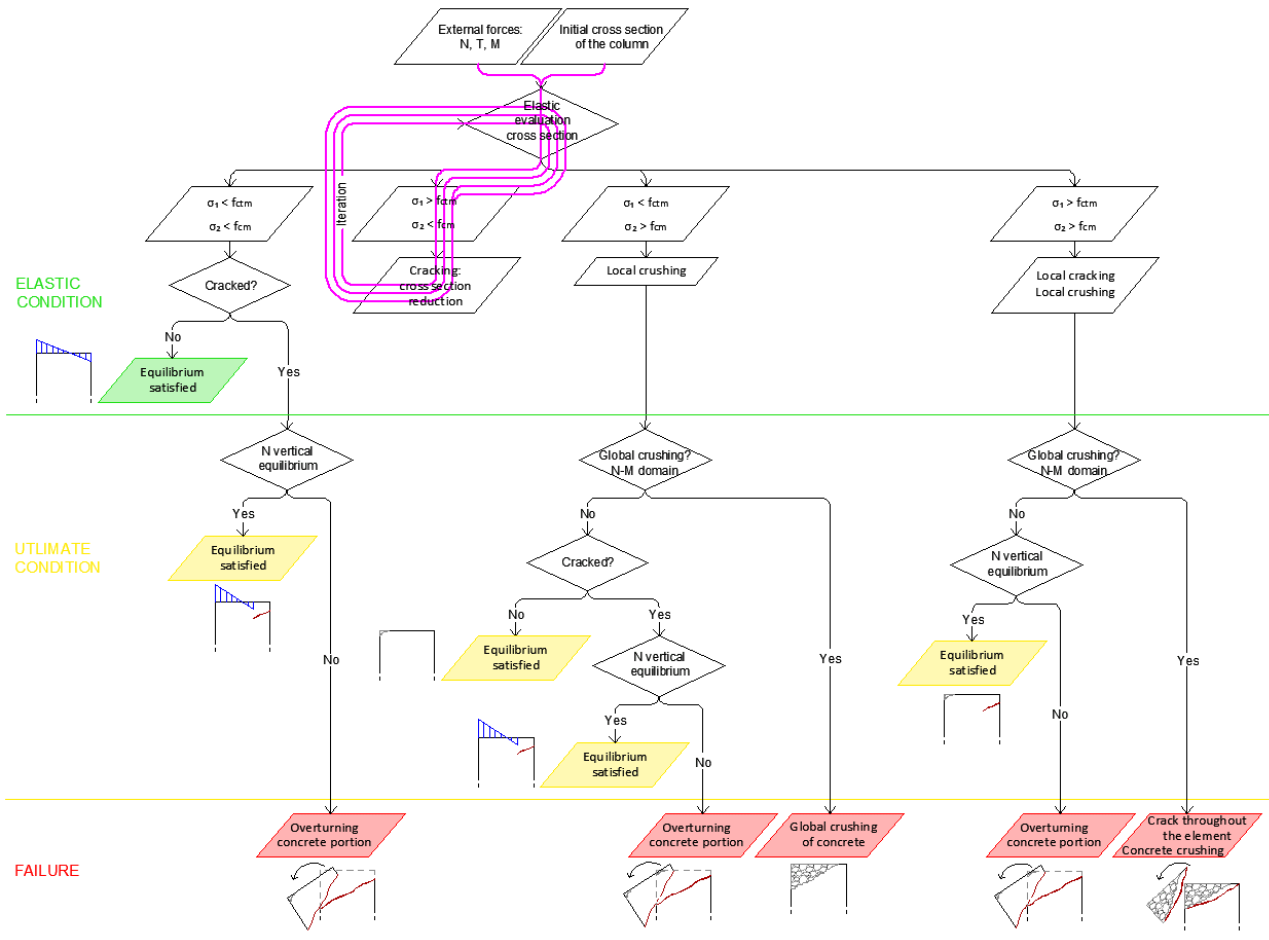 External forces:
N, T, M
Initial cross section
of the column
Elastic
evaluation
cross section
Iteration
σ₁ < fctm
σ₂ < fcm
σ₁ > fctm
σ₂ < fcm
σ₁ < fctm
σ₂ > fcm
σ₁ > fctm
σ₂ > fcm
ELASTIC
CONDITION
Cracked?
Cracking:
cross section
reduction
Local crushing
Local cracking
Local crushing
No
Equilibrium
satisfied
Yes
N vertical
equilibrium
Global crushing?
N-M domain
Global crushing?
N-M domain
UTLIMATE
CONDITION
Yes
Equilibrium
satisfied
No
No
Cracked?
No
Equilibrium
satisfied
Yes
N vertical
equilibrium
Yes
Equilibrium
satisfied
No
Yes
No
N vertical
equilibrium
Yes
Equilibrium
satisfied
No
Yes
FAILURE
Overturning
concrete portion
Overturning
concrete portion
Global crushing
of concrete
Overturning
concrete portion
Crack throughout
the element
Concrete crushing